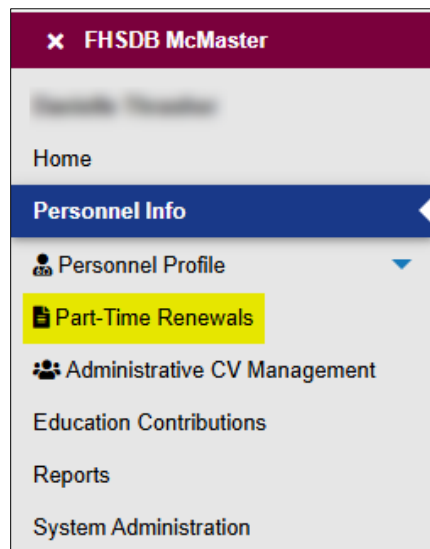 FHSDB McMaster
Home
Personnel Info
Personnel Profile
Part-Time Renewals
Administrative CV Management
Education Contributions
Reports
System Administration